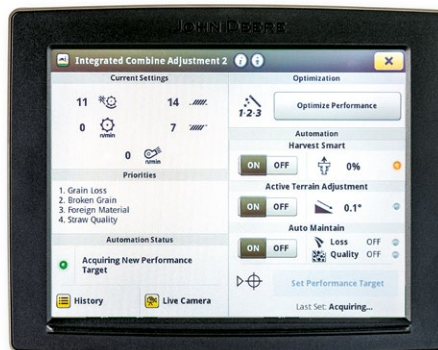 JOHN DEERE
Integrated Combine Adjustment 2
Current Settings
11
14
0
n/min
7
0
n/min
Priorities
1. Grain Loss
2. Broken Grain
3. Foreign Material
4. Straw Quality
Automation Status
Acquiring New Performance
Target
History
Live Camera
Optimization
1-2-3
Optimize Performance
Automation
Harvest Smart
ON OFF
0%
Active Terrain Adjustment
ON OFF
0.1°
Auto Maintain
ON OFF
Loss OFF
Quality OFF
Set Performance Target
Last Set: Acquiring...